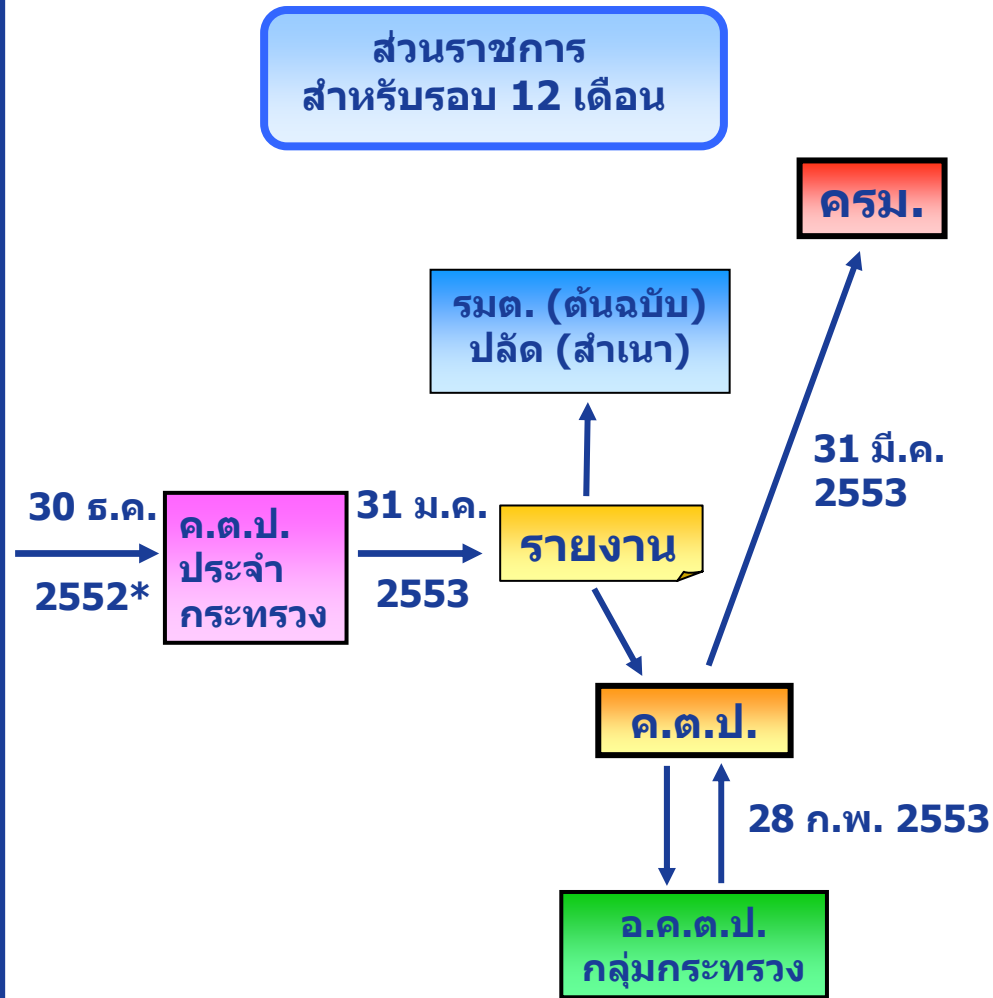 ส่วนราชการ
สำหรับรอบ 12 เดือน
ครม.
รมต. (ต้นฉบับ)
ปลัด (สำเนา)
31 มี.ค.
2553
30 ธ.ค.
2552*
ค.ต.ป.
ประจำ
กระทรวง
31 ม.ค.
2553
รายงาน
ค.ต.ป.
28 ก.พ. 2553
อ.ค.ต.ป.
กลุ่มกระทรวง